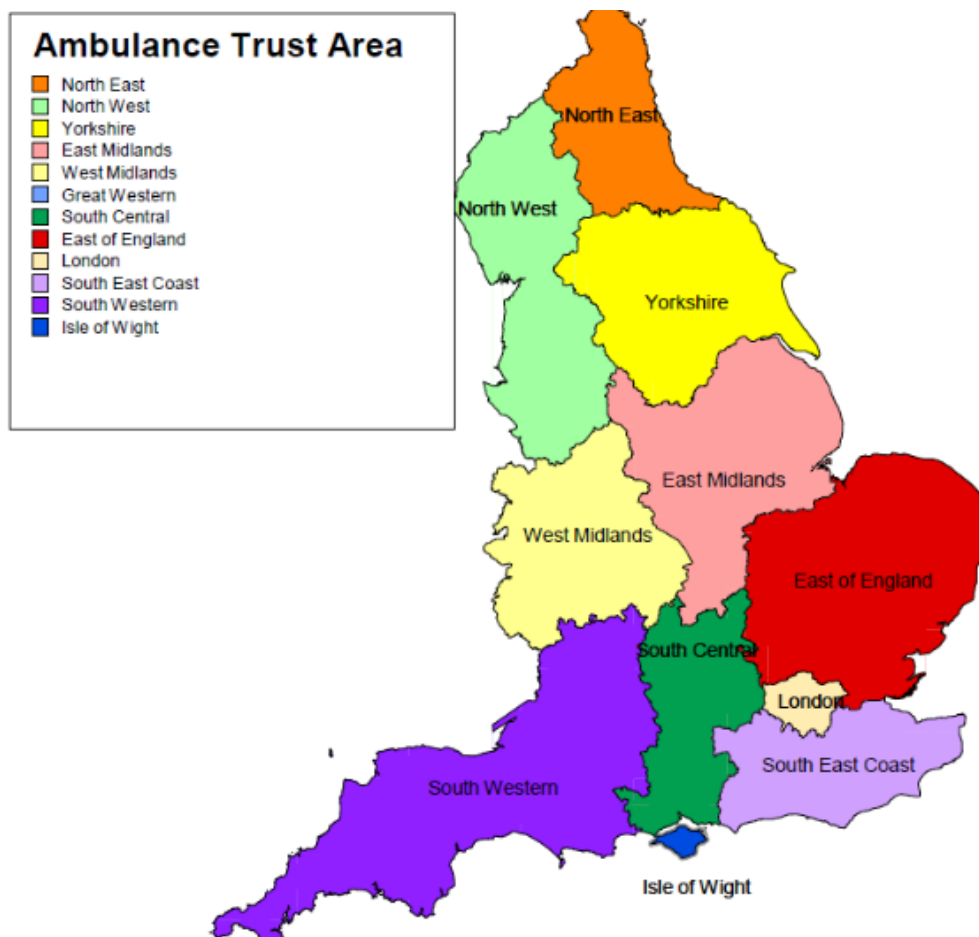 Ambulance Trust Area
North East
North West
Yorkshire
East Midlands
West Midlands
Great Western
South Central
East of England
London
South East Coast
South Western
Isle of Wight
North East
North West
Yorkshire
East Midlands
West Midlands
East of England
South Central
London
South East Coast
South Western
Isle of Wight